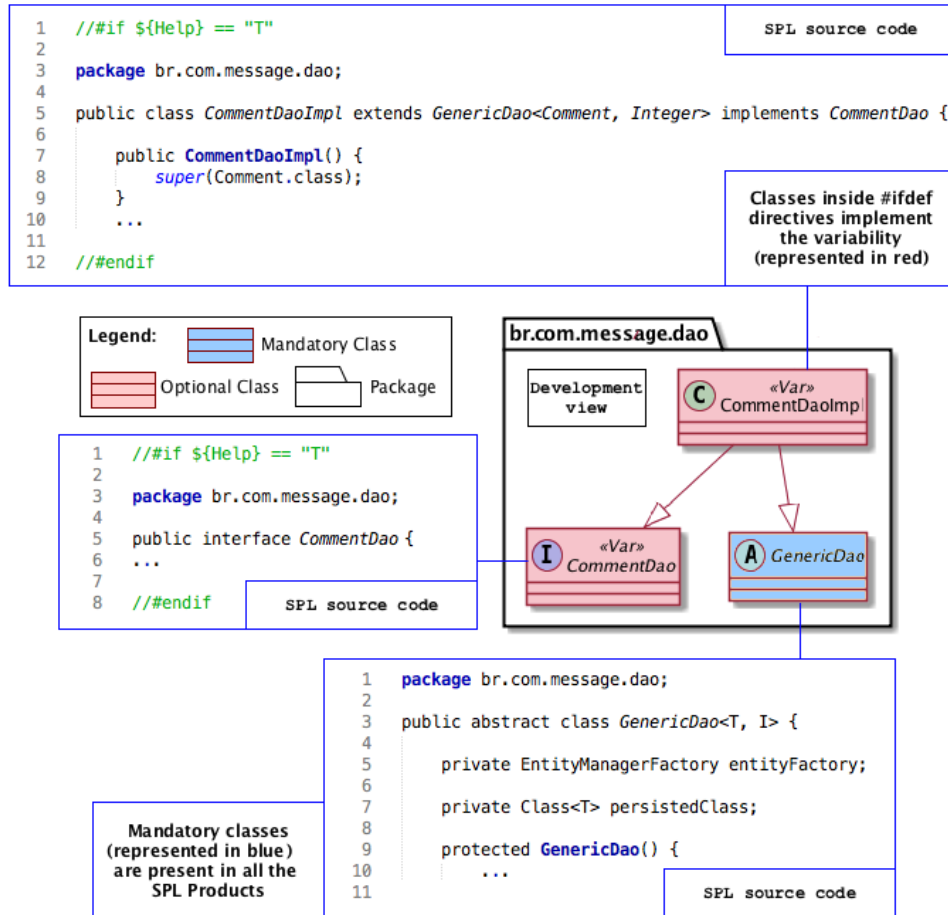 1 //#if ${Help} == "T"
SPL source code
2
3 package br.com.message.dao;
4
5 public class CommentDaoImpl extends GenericDao<Comment, Integer> implements CommentDao {
6
7 public CommentDaoImpl() {
8 super(Comment.class);
9 }
10 ...
11
12 //#endif
Classes inside #ifdef
directives implement
the variability
(represented in red)
Legend:
Mandatory Class
Optional Class
Package
br.com.message.dao
Development
view
C
«Var»
CommentDaoImpl
I
«Var»
CommentDao
A
GenericDao
1 //#if ${Help} == "T"
2
3 package br.com.message.dao;
4
5 public interface CommentDao {
6 ...
7
8 //#endif
SPL source code
1 package br.com.message.dao;
2
3 public abstract class GenericDao<T, I> {
4
5 private EntityManagerFactory entityFactory;
6
7 private Class<T> persistedClass;
8
9 protected GenericDao() {
10 ...
11
SPL source code
Mandatory classes
(represented in blue)
are present in all the
SPL Products